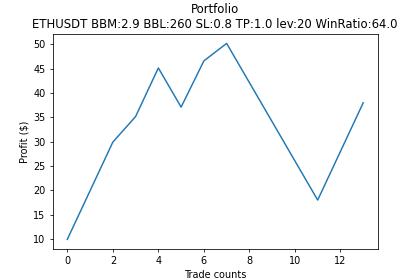 Portfolio
ETHUSDT BBM:2.9 BBL:260 SL:0.8 TP:1.0 lev:20 WinRatio:64.0
50
45
40
35
30
25
20
15
10
Profit ($)
0 2 4 6 8 10 12
Trade counts